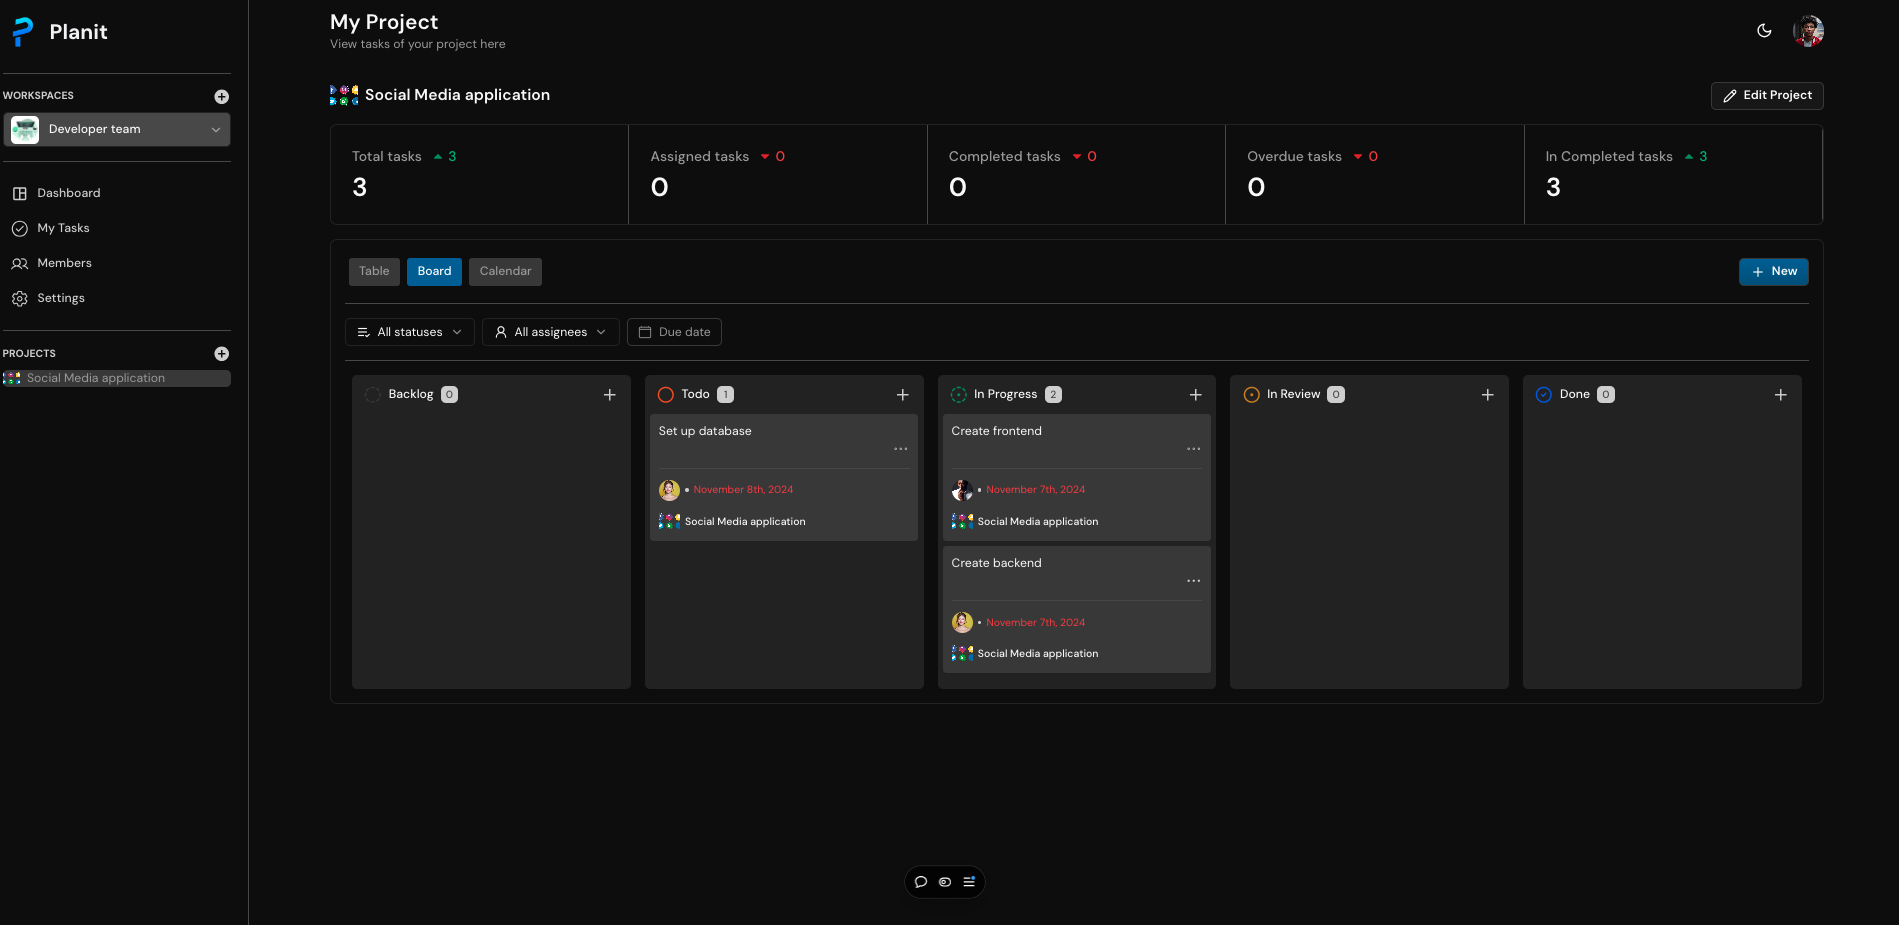 Planit
WORKSPACES
Developer team
Dashboard
My Tasks
Members
Settings
PROJECTS
Social Media application
My Project
View tasks of your project here
Social Media application
Edit Project
Total tasks 3
3
Assigned tasks 0
0
Completed tasks 0
0
Overdue tasks 0
0
In Completed tasks 3
3
Table Board Calendar
New
All statuses All assignees Due date
Backlog 0
Todo 1
Set up database
November 8th, 2024
Social Media application
In Progress 2
Create frontend
November 7th, 2024
Social Media application
Create backend
November 7th, 2024
Social Media application
In Review 0
Done 0